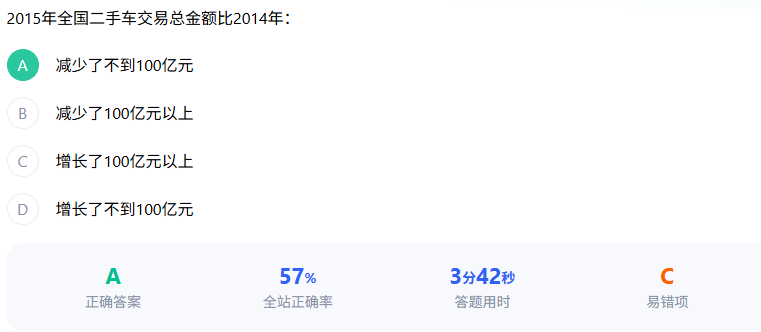 2015年全国二手车交易总金额比2014年：
A 减少了不到100亿元
B 减少了100亿元以上
C 增长了100亿元以上
D 增长了不到100亿元
A 57% 3分42秒 C
正确答案 全站正确率 答题用时 易错项